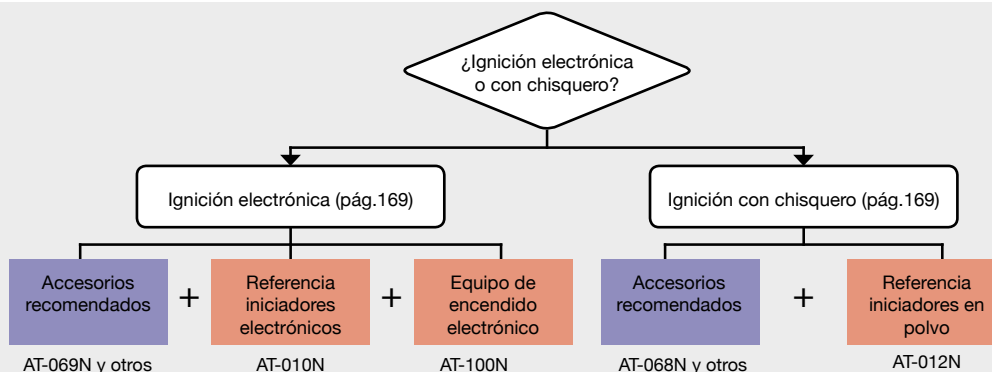 ¿Ignición electrónica
o con chisquero?
Ignición electrónica (pág.169)
Ignición con chisquero (pág.169)
Accesorios
recomendados
+
Referencia
iniciadores
electrónicos
+
Equipo de
encendido
electrónico
Accesorios
recomendados
+
Referencia
iniciadores en
polvo
AT-069N y otros
AT-010N
AT-100N
AT-068N y otros
AT-012N